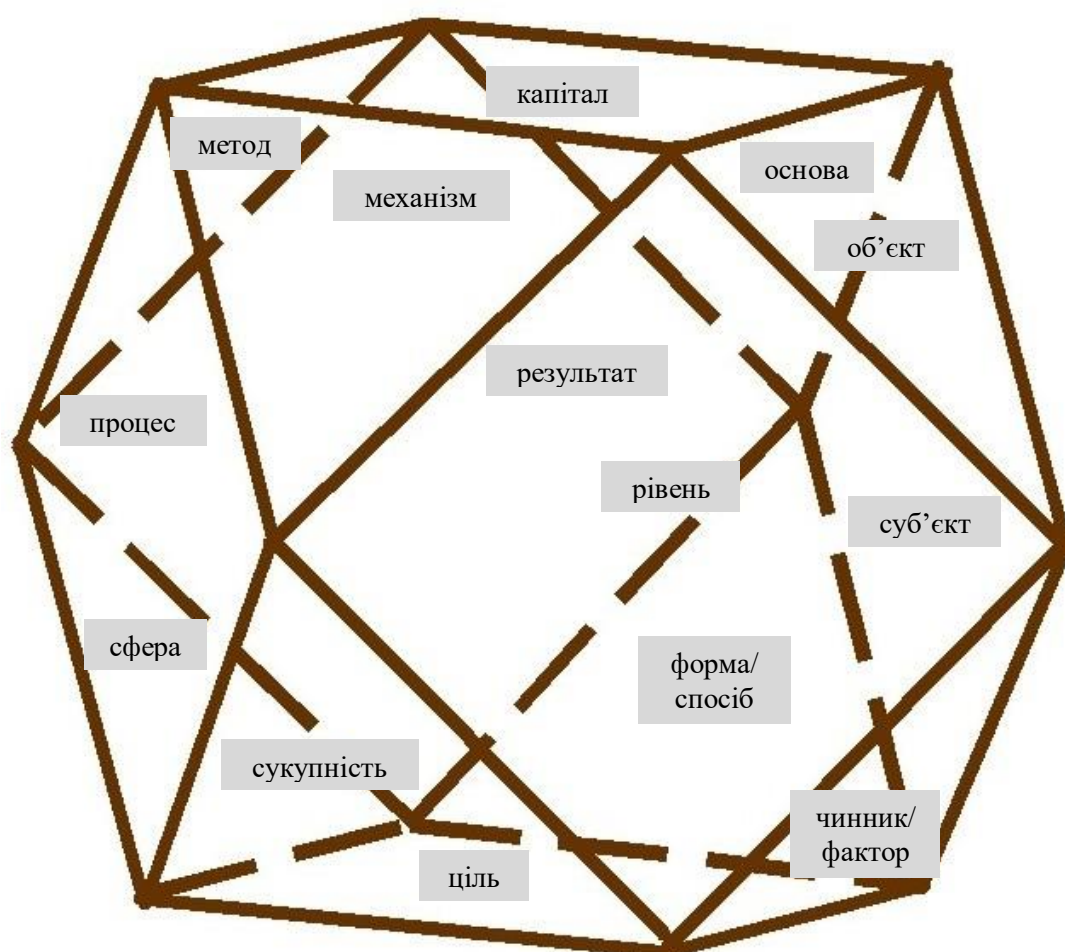 капітал
метод
основа
механізм
об’єкт
результат
процес
рівень
суб’єкт
сфера
форма/
спосіб
сукупність
чинник/
фактор
ціль